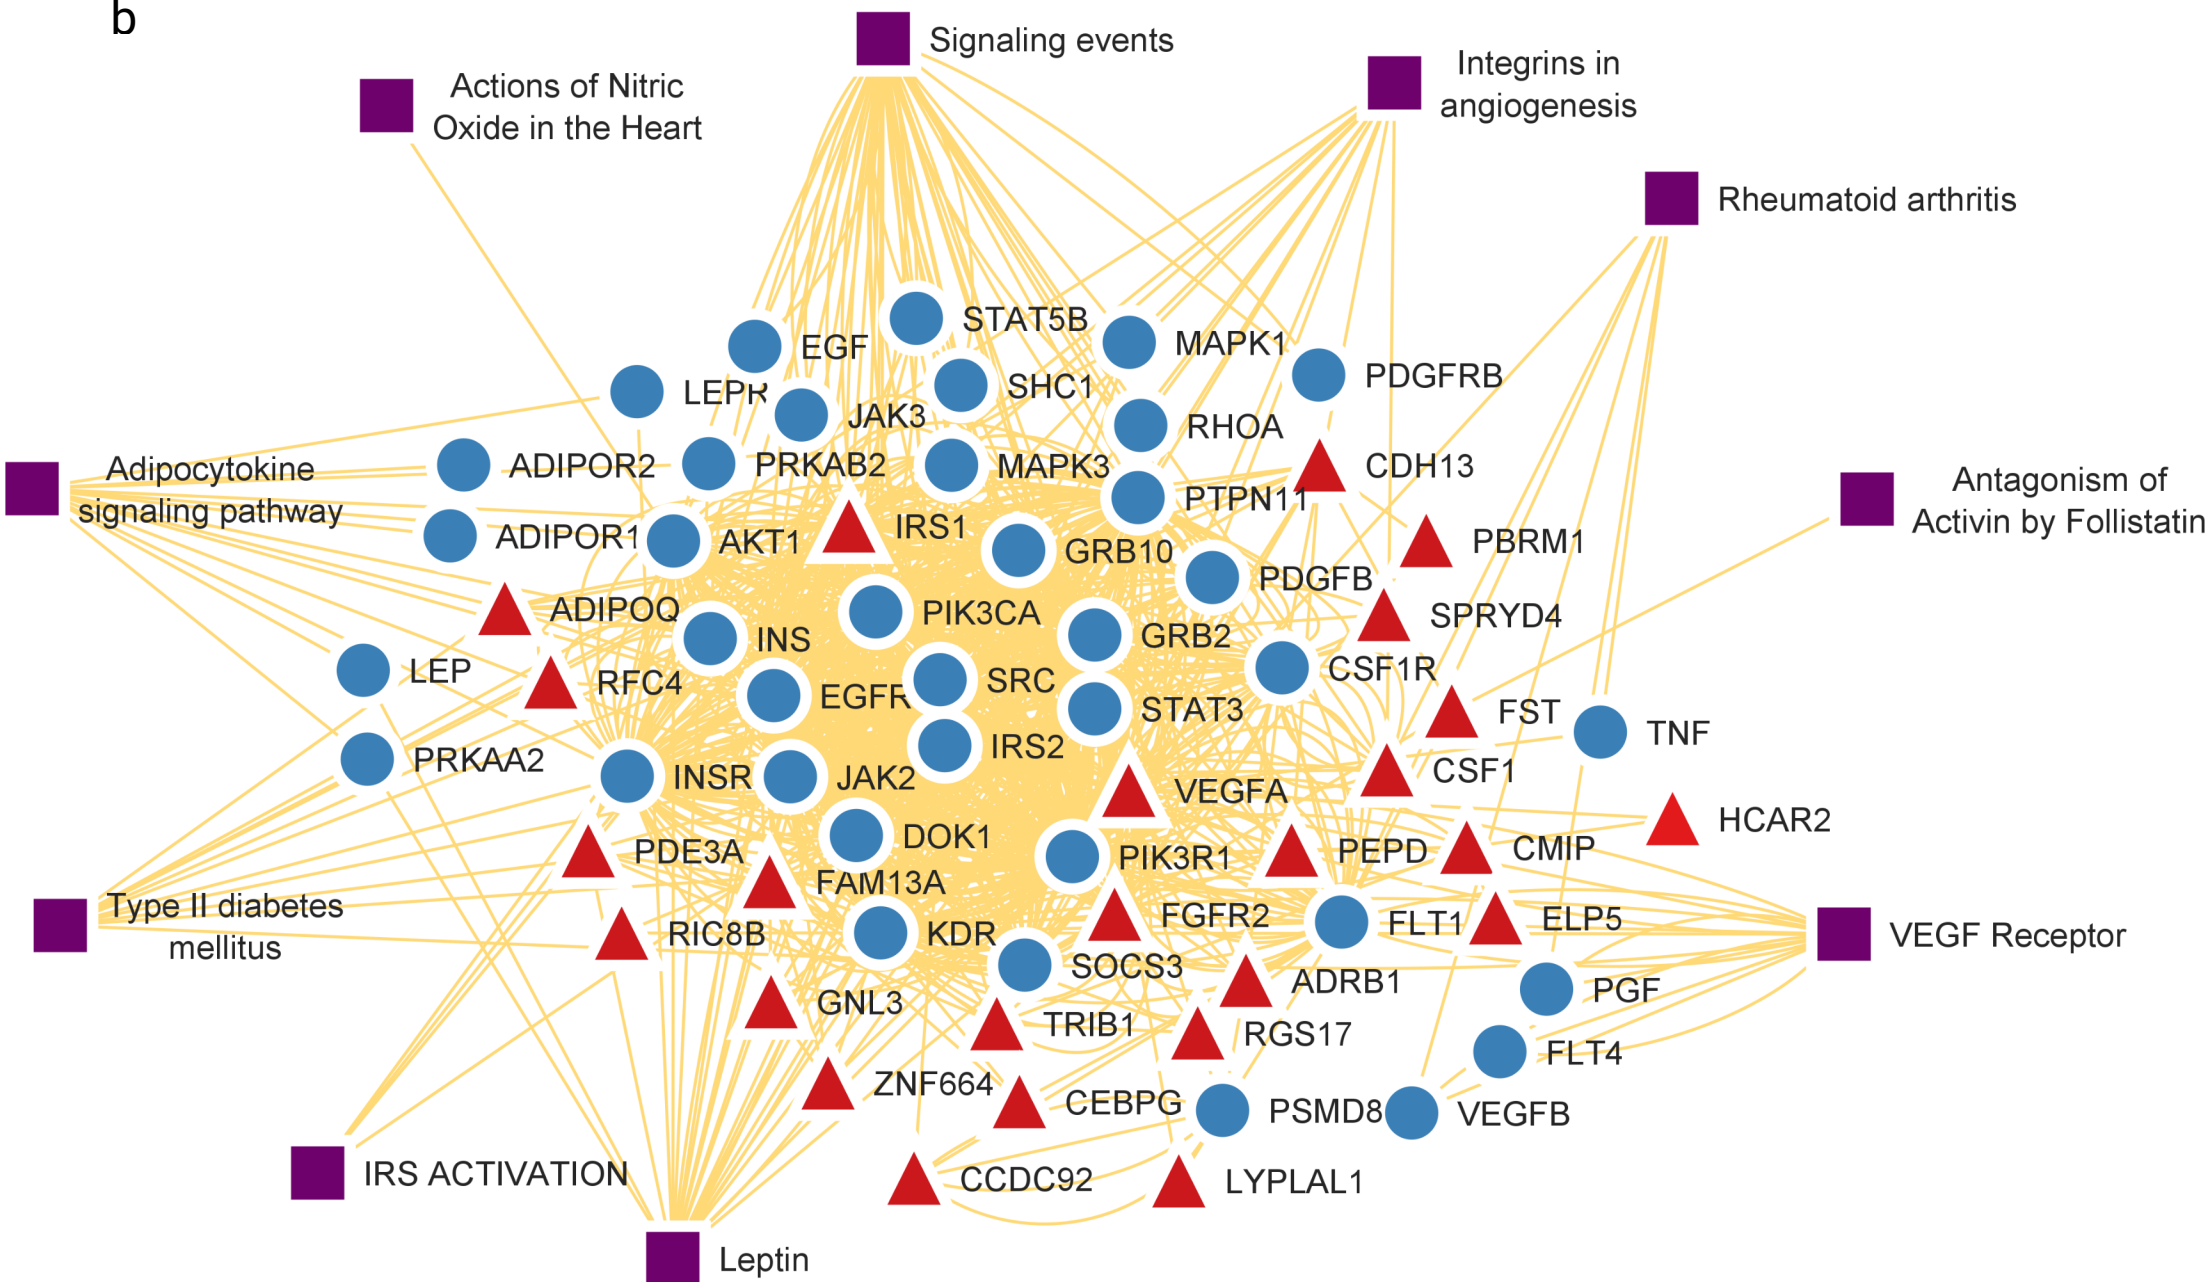 b
Signaling events
Actions of Nitric
Oxide in the Heart
Integrins in
angiogenesis
Rheumatoid arthritis
STAT5B
EGF
MAPK1
PDGFRB
LEPR
SHC1
JAK3
RHOA
Adipocytokine
signaling pathway
ADIPOR2
PRKAB2
MAPK3
CDH13
PTPN11
Antagonism of
Activin by Follistatin
ADIPOR1
AKT1
IRS1
GRB10
PBRM1
PDGFB
ADIPOQ
PIK3CA
SPRYD4
INS
GRB2
LEP
RFC4
SRC
CSF1R
EGFR
STAT3
FST
TNF
IRS2
PRKAA2
INSR
JAK2
CSF1
VEGFA
HCAR2
DOK1
PDE3A
PIK3R1
PEPD
CMIP
FAM13A
Type II diabetes
mellitus
RIC8B
KDR
FGFR2
FLT1
ELP5
VEGF Receptor
SOCS3
ADRB1
PGF
GNL3
TRIB1
RGS17
FLT4
ZNF664
CEBPG
PSMD8
VEGFB
IRS ACTIVATION
CCDC92
LYPLAL1
Leptin